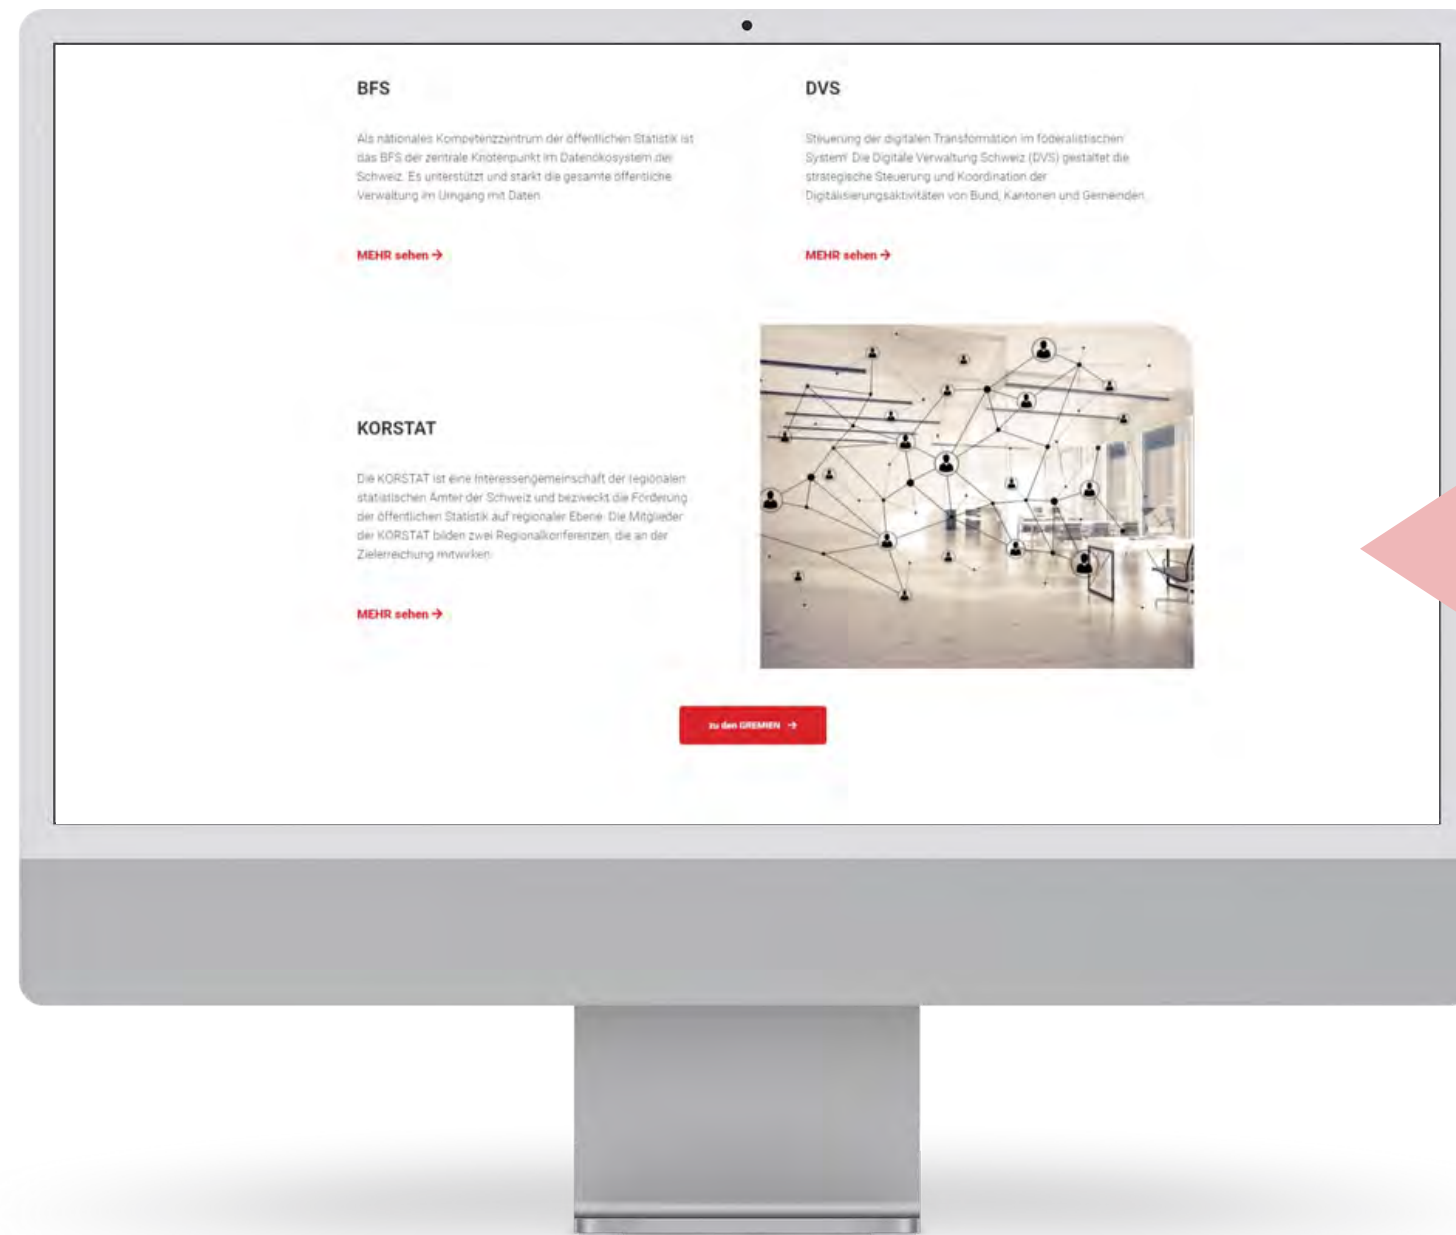 BFS
Als nationales Kompetenzzentrum der öffentlichen Statistik ist
das BFS der zentrale Knotenpunkt im Datenökosystem der
Schweiz. Es unterstützt und stärkt die gesamte öffentliche
Verwaltung im Umgang mit Daten.
MEHR sehen →
DVS
Steuerung der digitalen Transformation im föderalistischen
System! Die Digitale Verwaltung Schweiz (DVS) gestaltet die
strategische Steuerung und Koordination der
Digitalisierungsaktivitäten von Bund, Kantonen und Gemeinden.
MEHR sehen →
KORSTAT
Die KORSTAT ist eine Interessengemeinschaft der regionalen
statistischen Ämter der Schweiz und bezweckt die Förderung
der öffentlichen Statistik auf regionaler Ebene. Die Mitglieder
der KORSTAT bilden zwei Regionalkonferenzen, die an der
Zielerreichung mitwirken.
MEHR sehen →
zu den GREMIEN →